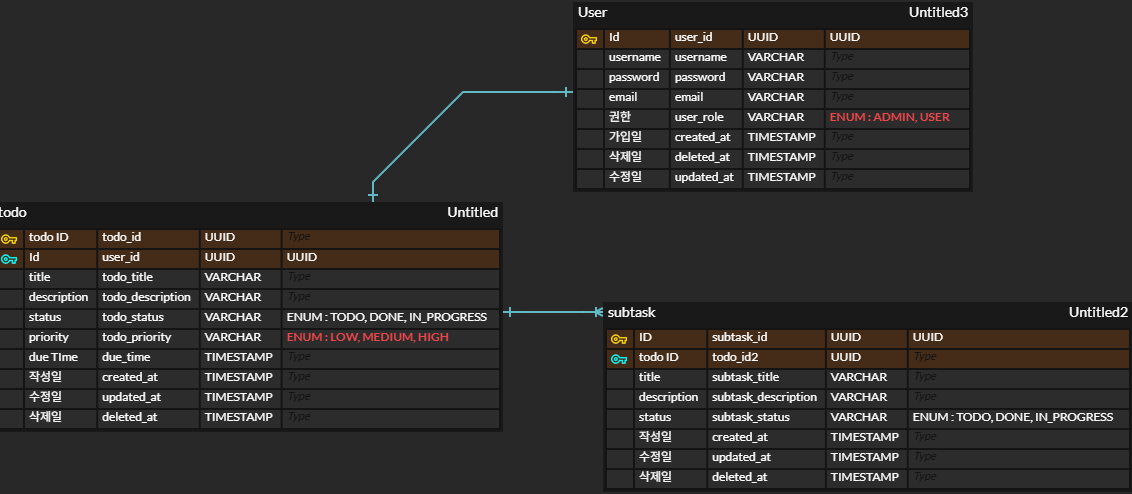 User Untitled3
Id user_id UUID UUID
username username VARCHAR Type
password password VARCHAR Type
email email VARCHAR Type
권한 user_role VARCHAR ENUM : ADMIN, USER
가입일 created_at TIMESTAMP Type
삭제일 deleted_at TIMESTAMP Type
수정일 updated_at TIMESTAMP Type
todo Untitled
todo ID todo_id UUID Type
Id user_id UUID UUID
title todo_title VARCHAR Type
description todo_description VARCHAR Type
status todo_status VARCHAR ENUM : TODO, DONE, IN_PROGRESS
priority todo_priority VARCHAR ENUM : LOW, MEDIUM, HIGH
due TIme due_time TIMESTAMP Type
작성일 created_at TIMESTAMP Type
수정일 updated_at TIMESTAMP Type
삭제일 deleted_at TIMESTAMP Type
subtask Untitled2
ID subtask_id UUID UUID
todo ID todo_id2 UUID Type
title subtask_title VARCHAR Type
description subtask_description VARCHAR Type
status subtask_status VARCHAR ENUM : TODO, DONE, IN_PROGRESS
작성일 created_at TIMESTAMP Type
수정일 updated_at TIMESTAMP Type
삭제일 deleted_at TIMESTAMP Type